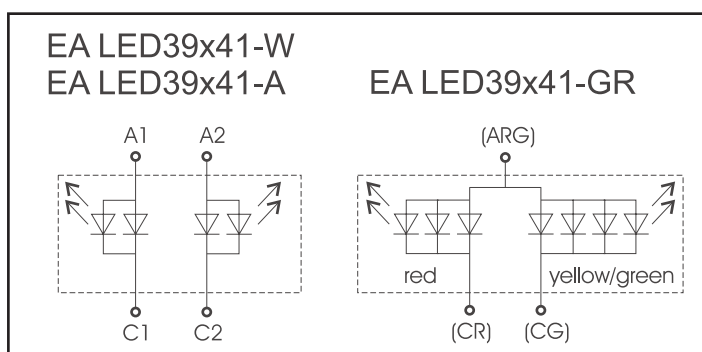 EA LED39x41-W
EA LED39x41-A
EA LED39x41-GR
A1 A2
(ARG)
red
yellow/green
C1 C2
(CR) (CG)